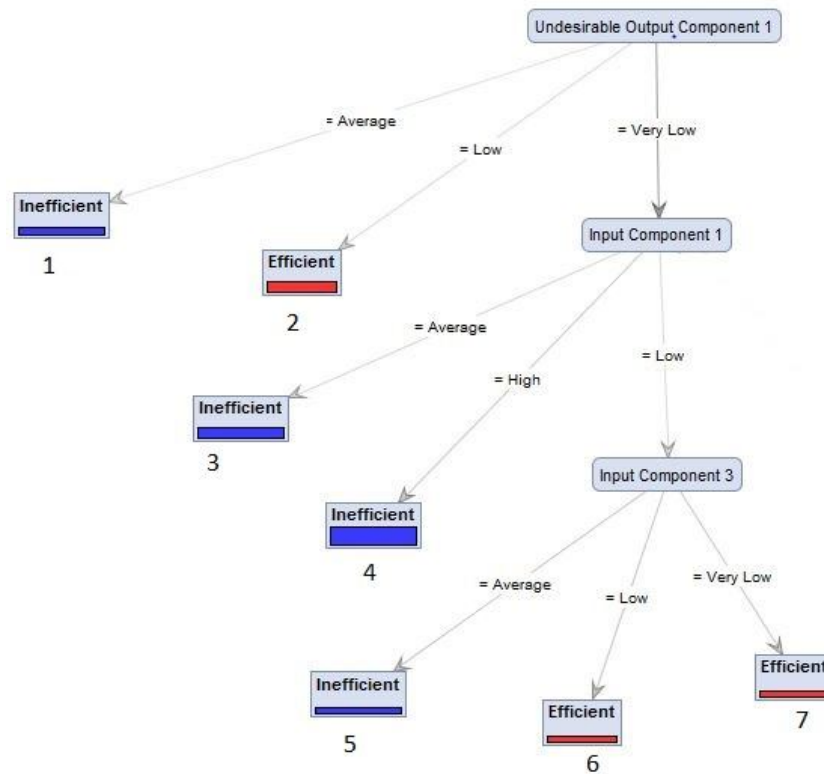 Undesirable Output Component 1
= Average
= Low
= Very Low
Inefficient
1
Efficient
2
Input Component 1
= Average
= High
= Low
Inefficient
3
Inefficient
4
Input Component 3
= Average
= Low
= Very Low
Inefficient
5
Efficient
6
Efficient
7